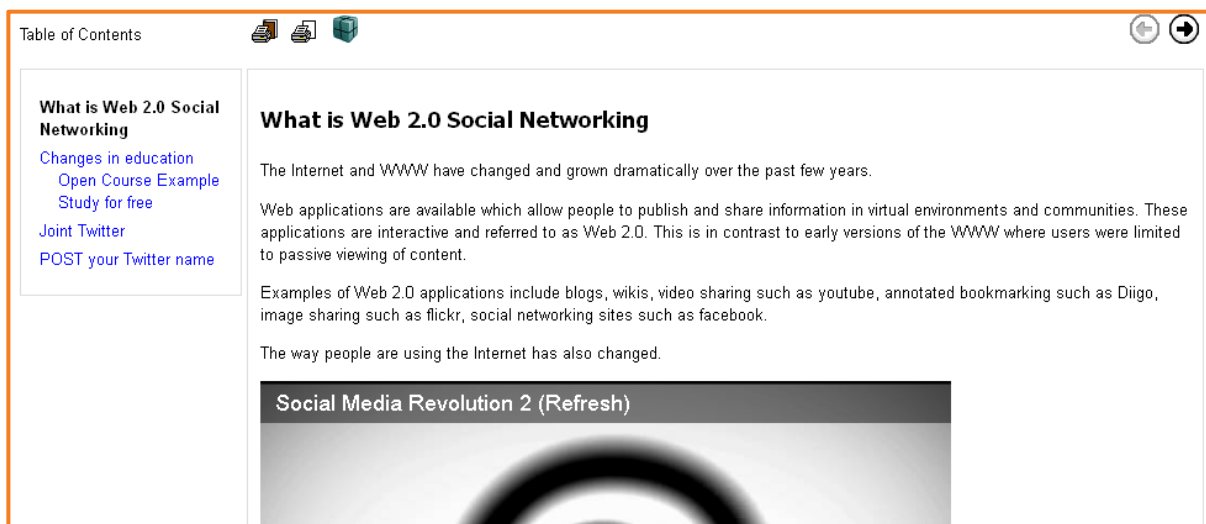 Table of Contents
What is Web 2.0 Social
Networking
Changes in education
Open Course Example
Study for free
Joint Twitter
POST your Twitter name
What is Web 2.0 Social Networking
The Internet and WWW have changed and grown dramatically over the past few years.
Web applications are available which allow people to publish and share information in virtual environments and communities. These
applications are interactive and referred to as Web 2.0. This is in contrast to early versions of the WWW where users were limited
to passive viewing of content.
Examples of Web 2.0 applications include blogs, wikis, video sharing such as youtube, annotated bookmarking such as Diigo,
image sharing such as flickr, social networking sites such as facebook.
The way people are using the Internet has also changed.
Social Media Revolution 2 (Refresh)